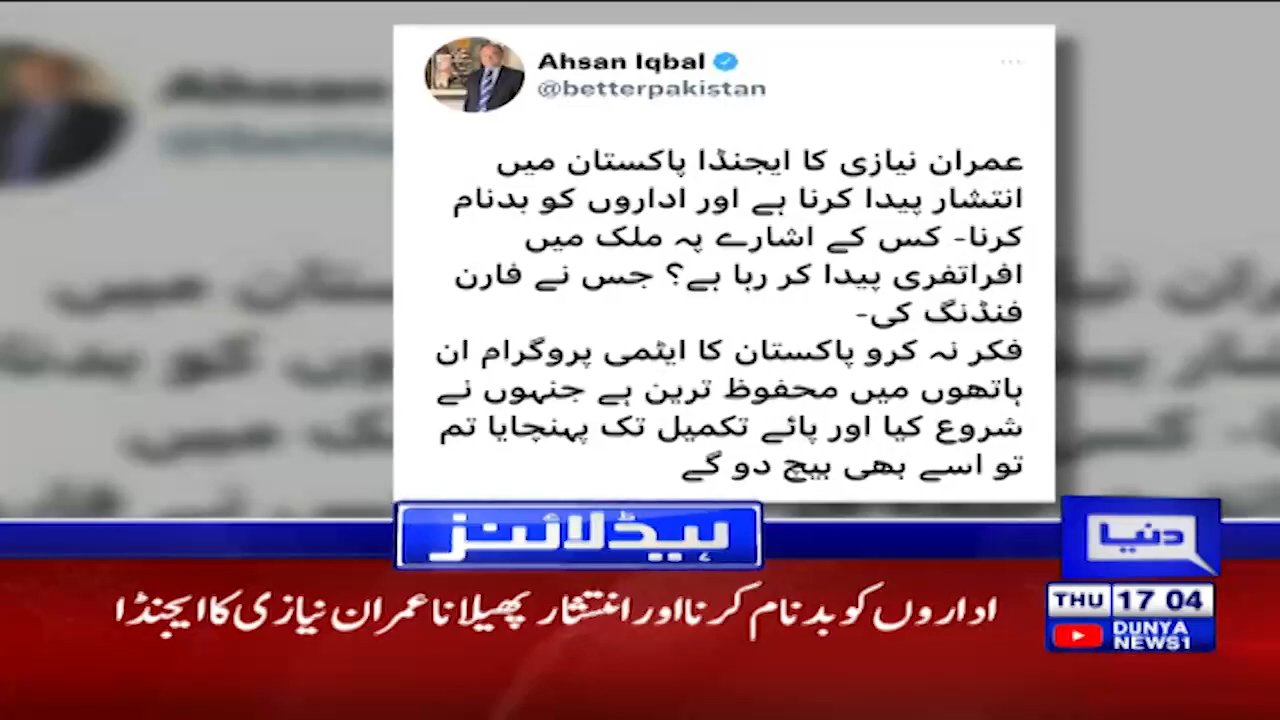 Ahsan Iqbal
@betterpakistan
عمران نیازی کا ایجنڈا پاکستان میں
انتشار پیدا کرنا ہے اور اداروں کو بدنام
کرنا- کس کے اشارے پہ ملک میں
افراتفری پیدا کر رہا ہے؟ جس نے فارن
فنڈنگ کی-
فکر نہ کرو پاکستان کا ایٹمی پروگرام ان
ہاتھوں میں محفوظ ترین ہے جنہوں نے
شروع کیا اور پائے تکمیل تک پہنچایا تم
تو اسے بھی بیچ دو گے
ہیڈلائنز
دنیا
اداروں کو بدنام کرنا اور انتشار پھیلانا عمران نیازی کا ایجنڈا
THU 17 04
DUNYA
NEWS1